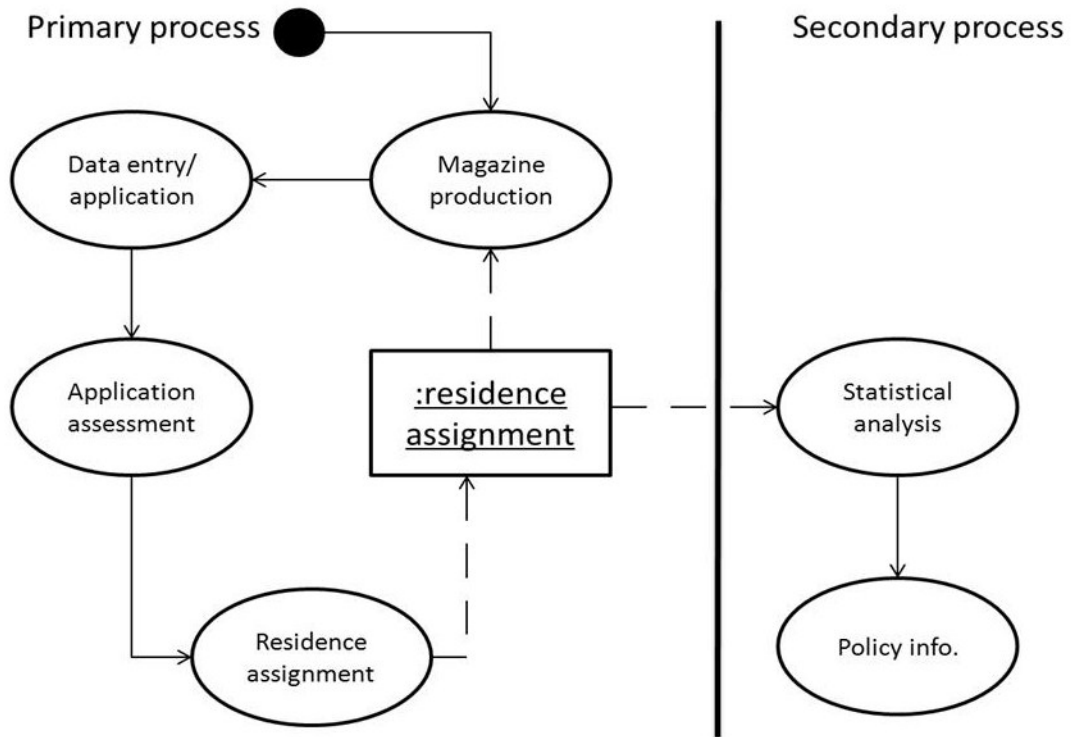 Primary process
Secondary process
Data entry/
application
Magazine
production
Application
assessment
:residence
assignment
Statistical
analysis
Residence
assignment
Policy info.